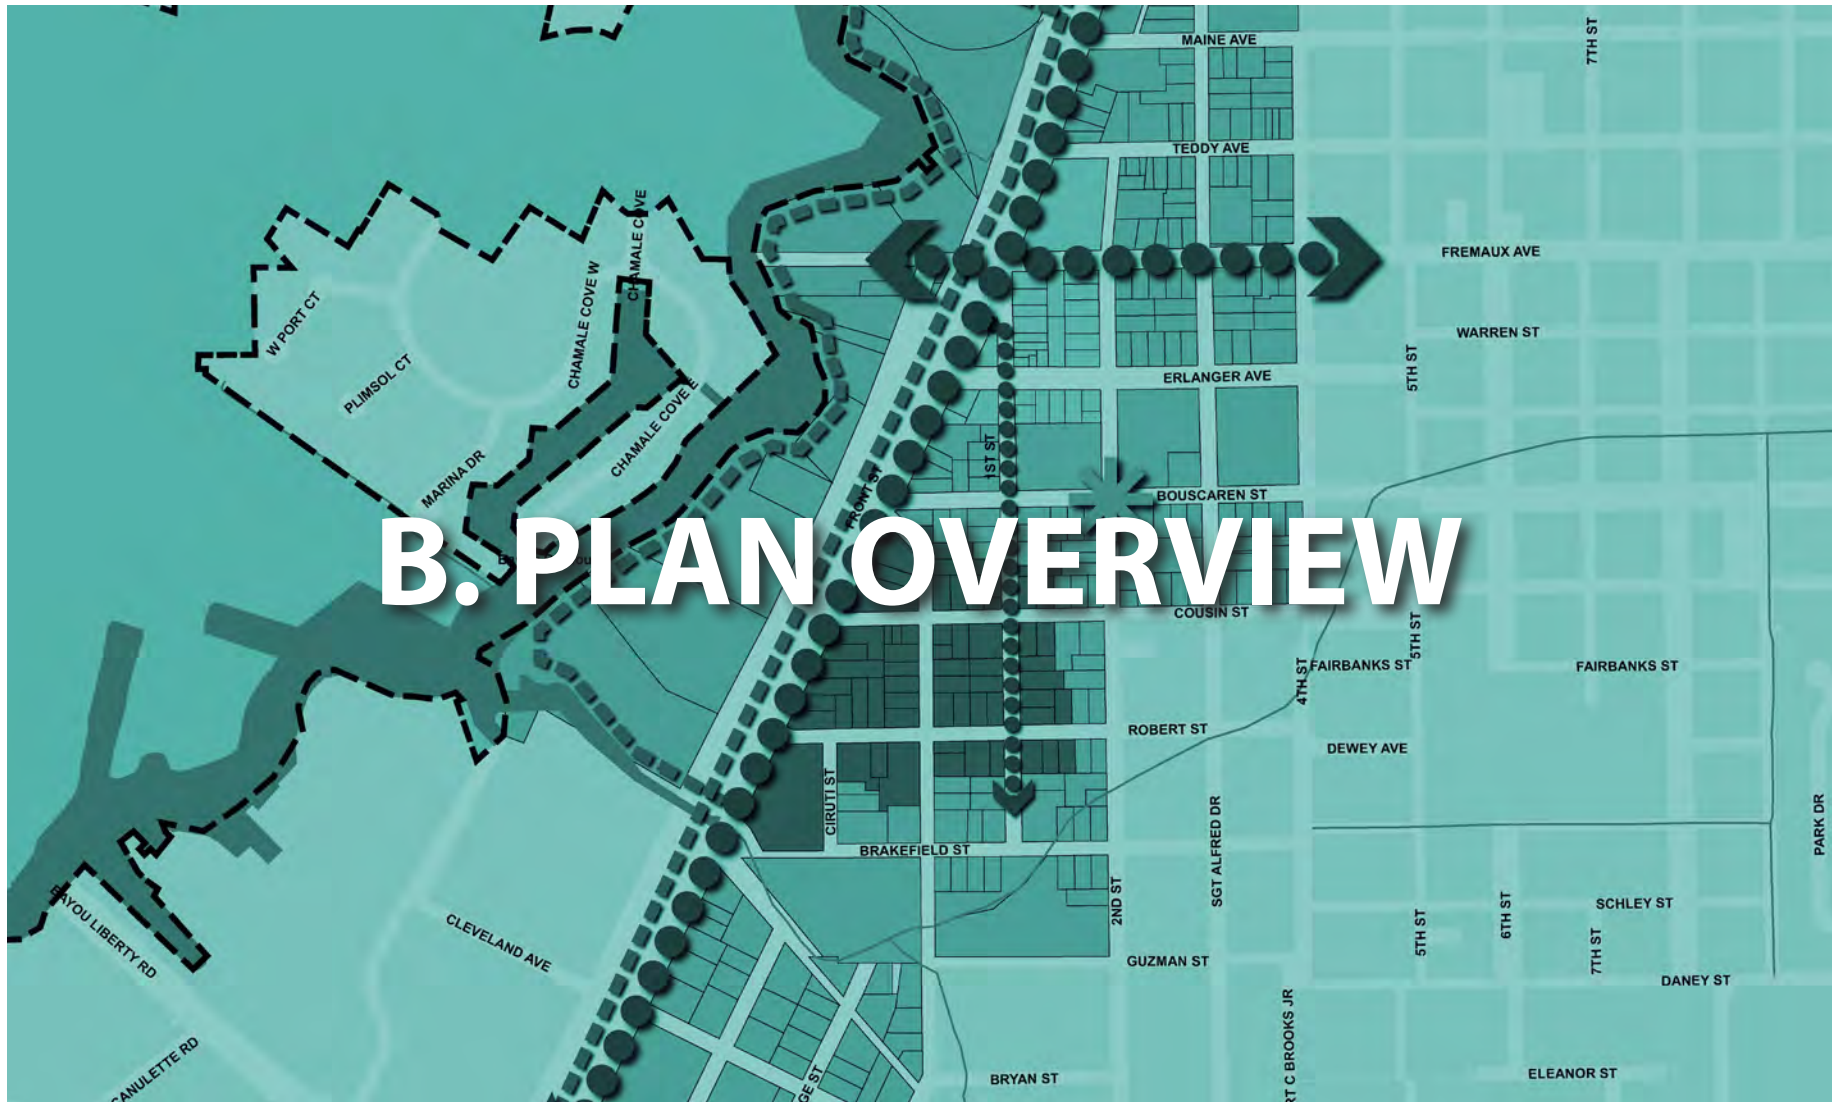 MAINE AVE
7TH ST
TEDDY AVE
CHAMALE COVE
FREMAUX AVE
W PORT CT
CHAMALE COVE W
WARREN ST
PLIMSOL CT
5TH ST
ERLANGER AVE
CHAMALE COVE E
1ST ST
MARINA DR
FRONT ST
BOUSCAREN ST
B. PLAN OVERVIEW
COUSIN ST
5TH ST
4TH ST
FAIRBANKS ST
FAIRBANKS ST
ROBERT ST
DEWEY AVE
CIRUTI ST
SGT ALFRED DR
PARK DR
BRAKEFIELD ST
2ND ST
BAYOU LIBERTY RD
CLEVELAND AVE
SCHLEY ST
5TH ST
6TH ST
7TH ST
GUZMAN ST
DANEY ST
CANULETTE RD
BRYAN ST
C BROOKS JR
ELEANOR ST